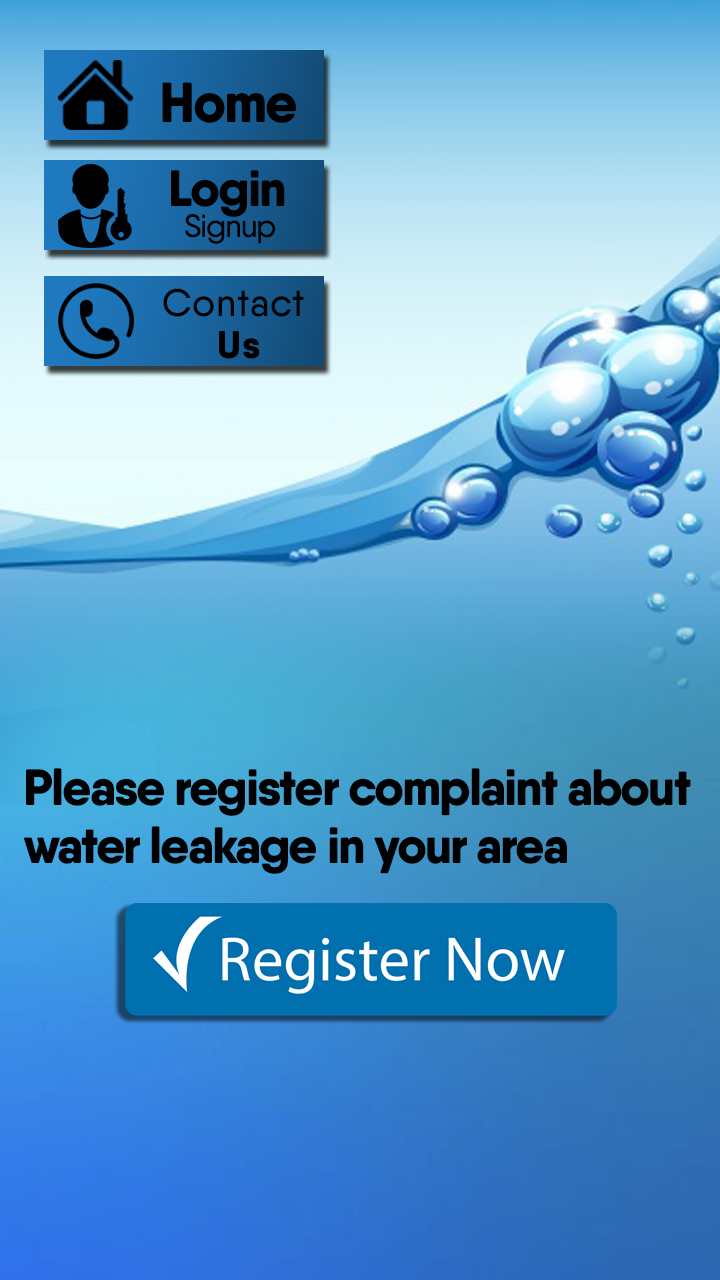 Home
Login
Signup
Contact
Us
Please register complaint about
water leakage in your area
Register Now